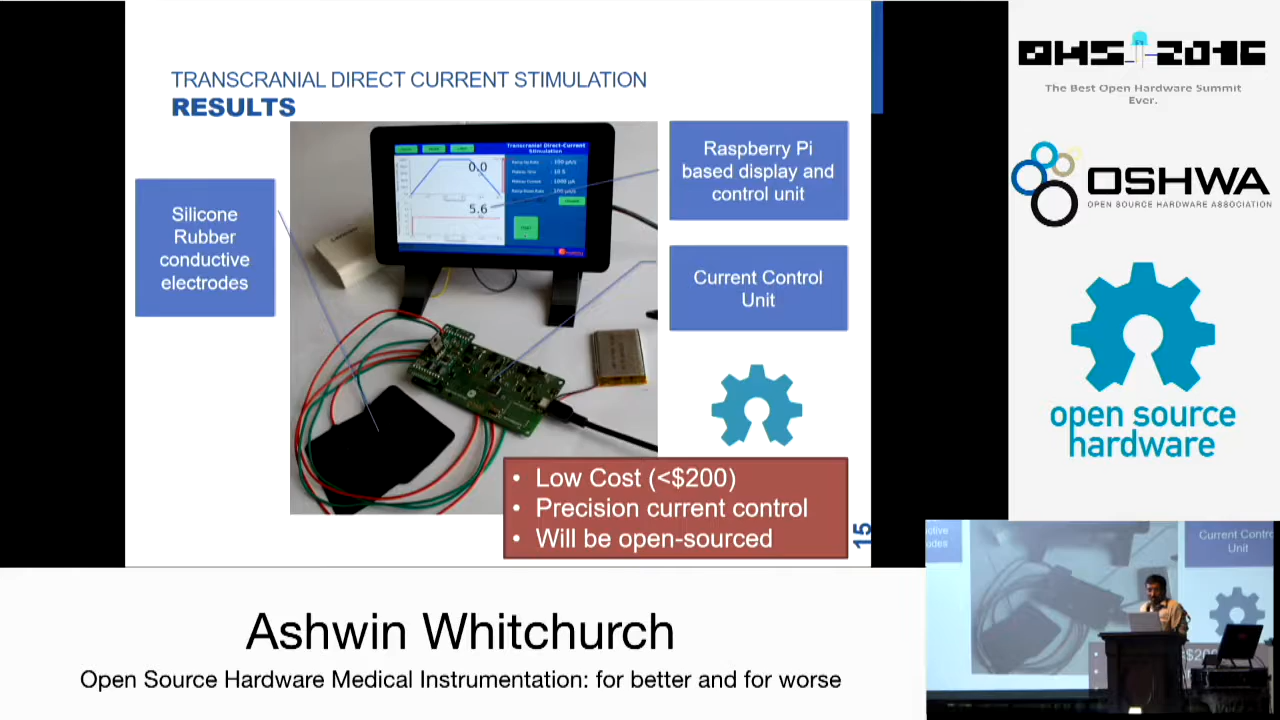 TRANSCRANIAL DIRECT CURRENT STIMULATION
RESULTS
Silicone
Rubber
conductive
electrodes
Transcranial Direct-Current
Stimulation
0.0
5.6
Raspberry Pi
based display and
control unit
Current Control
Unit
• Low Cost (<$200)
• Precision current control
• Will be open-sourced
15
OHS 2016
The Best Open Hardware Summit
Ever.
OSHWA
OPEN SOURCE HARDWARE ASSOCIATION
open source
hardware
Current Contro
Unit
Ashwin Whitchurch
Open Source Hardware Medical Instrumentation: for better and for worse